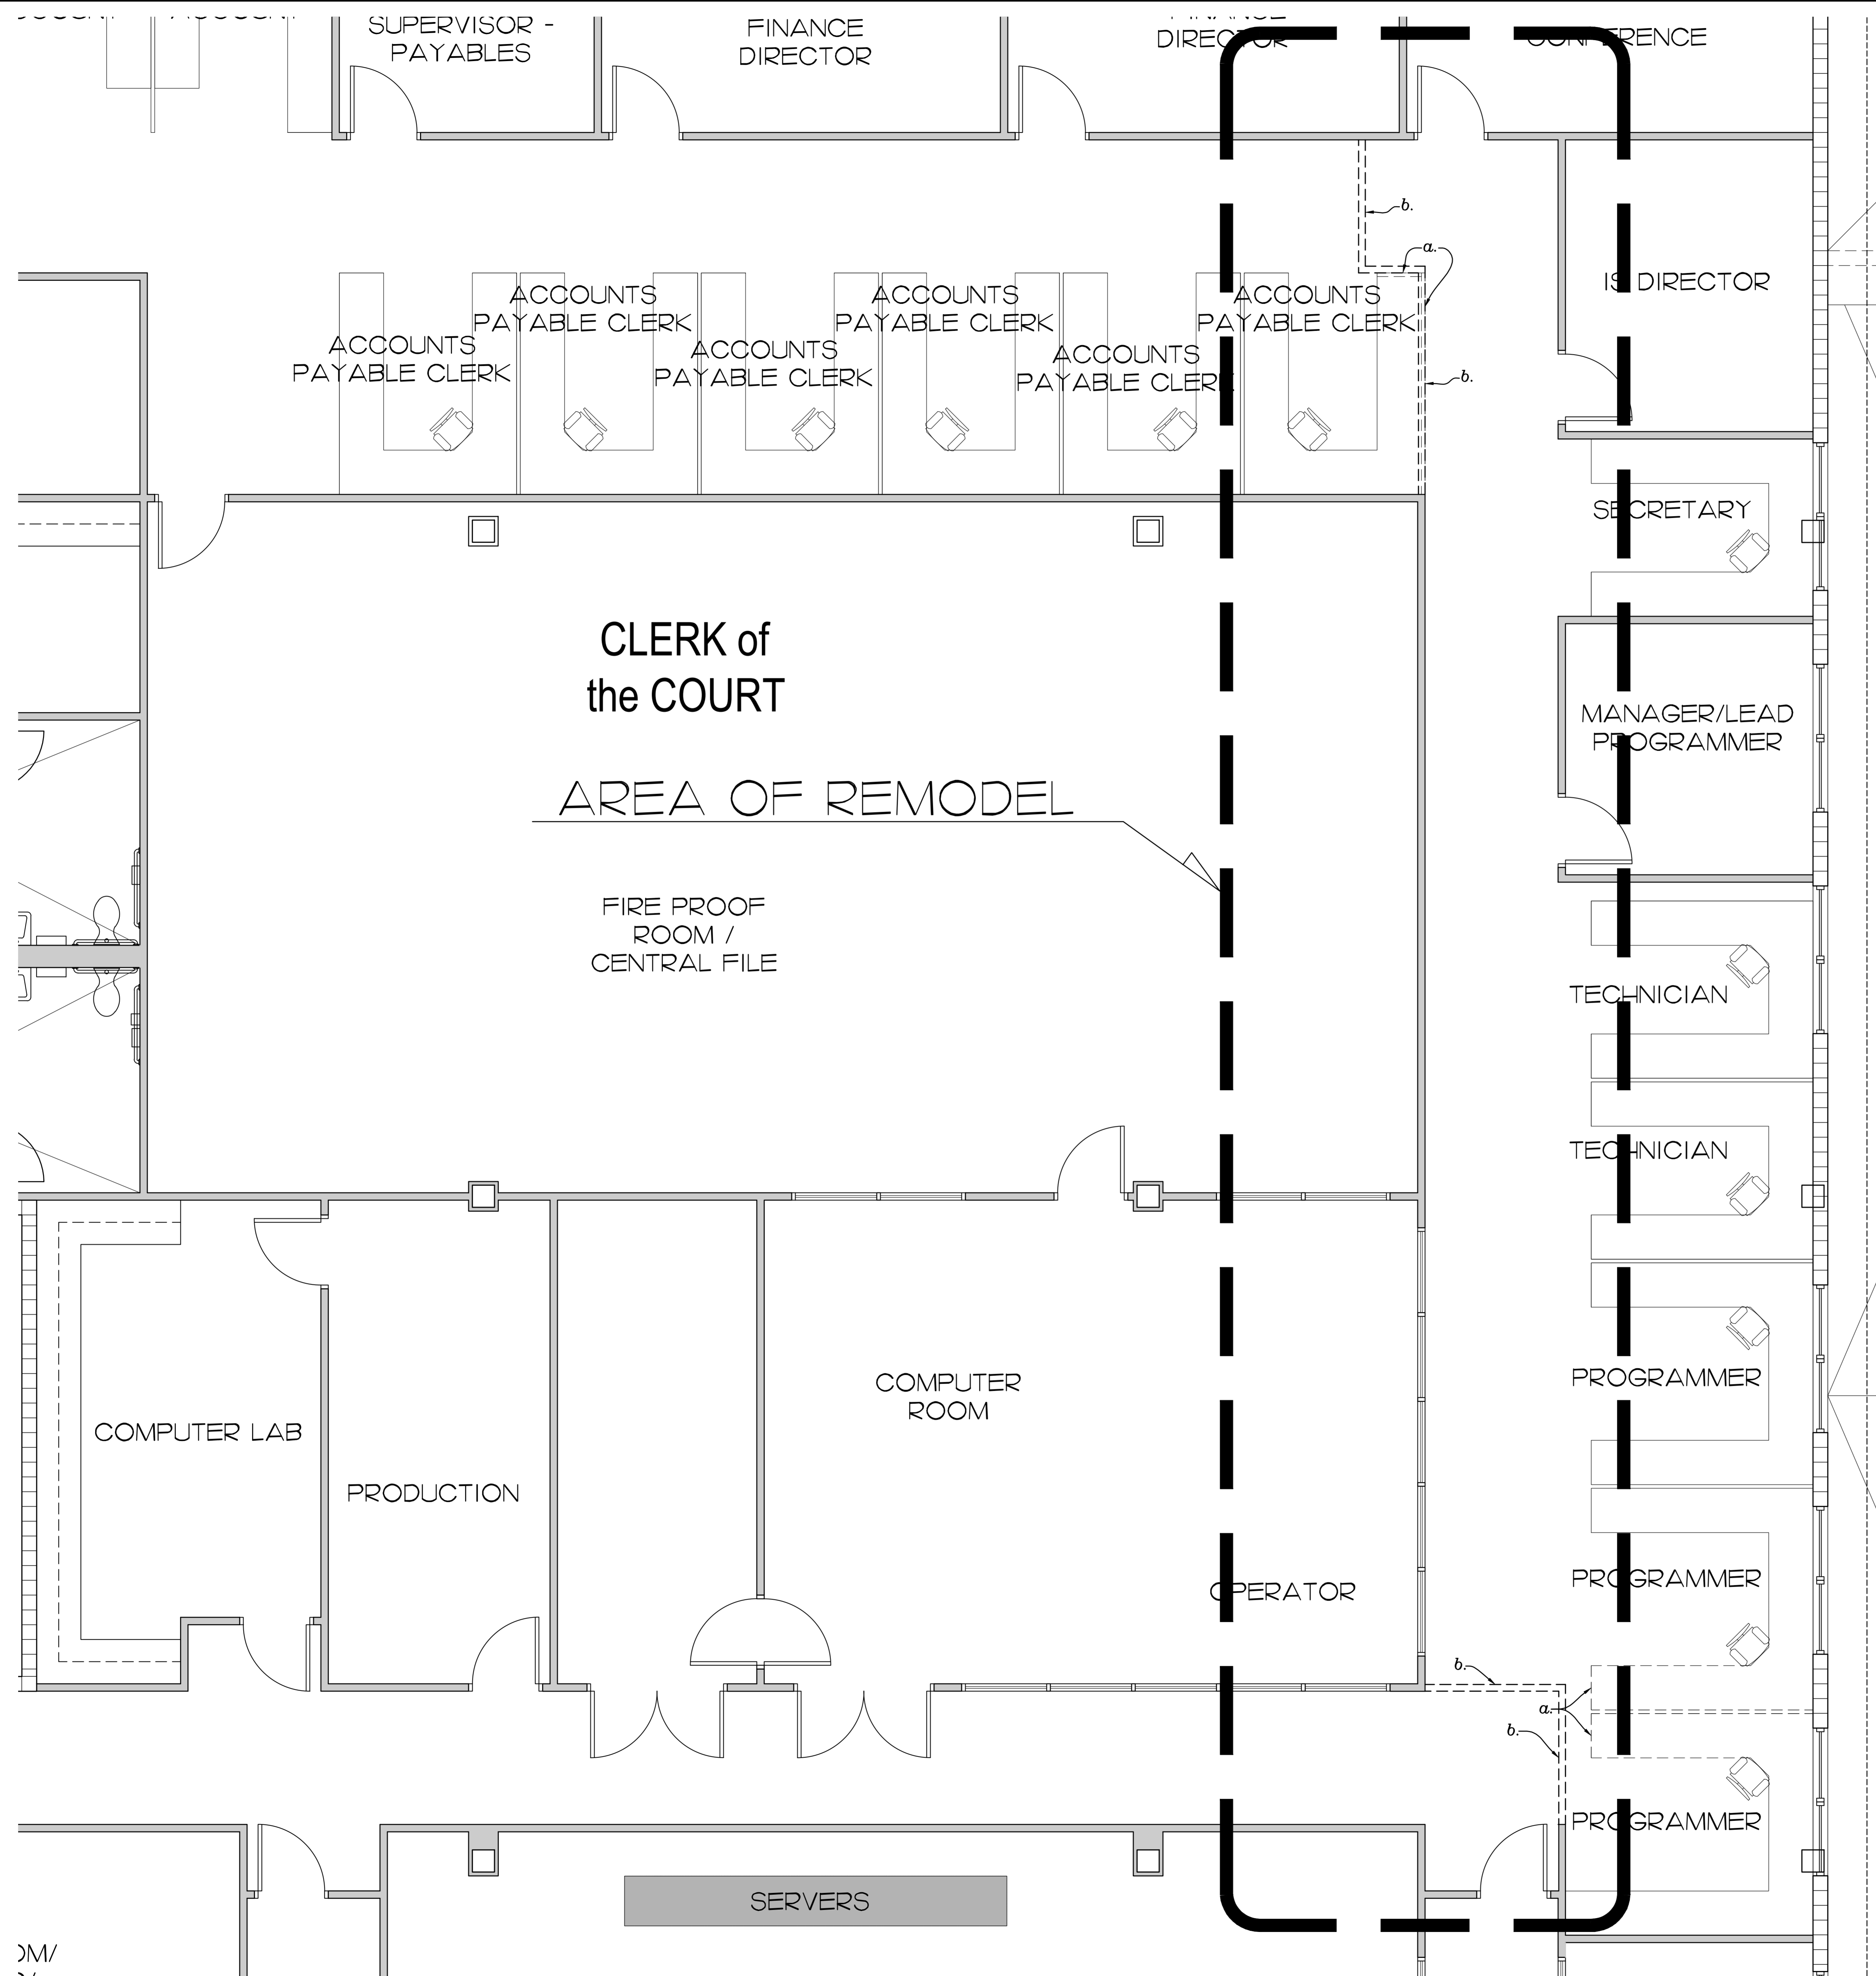 SUPERVISOR -
PAYABLES
FINANCE
DIRECTOR
FINANCE
DIRECTOR
CONFERENCE
b.
a.
IS DIRECTOR
ACCOUNTS
PAYABLE CLERK
ACCOUNTS
PAYABLE CLERK
ACCOUNTS
PAYABLE CLERK
ACCOUNTS
PAYABLE CLERK
ACCOUNTS
PAYABLE CLERK
ACCOUNTS
PAYABLE CLERK
b.
SECRETARY
CLERK of
the COURT
MANAGER/LEAD
PROGRAMMER
AREA OF REMODEL
FIRE PROOF
ROOM /
CENTRAL FILE
TECHNICIAN
TECHNICIAN
COMPUTER
ROOM
PROGRAMMER
COMPUTER LAB
PRODUCTION
OPERATOR
PROGRAMMER
b.
a.
b.
PROGRAMMER
SERVERS
OM/